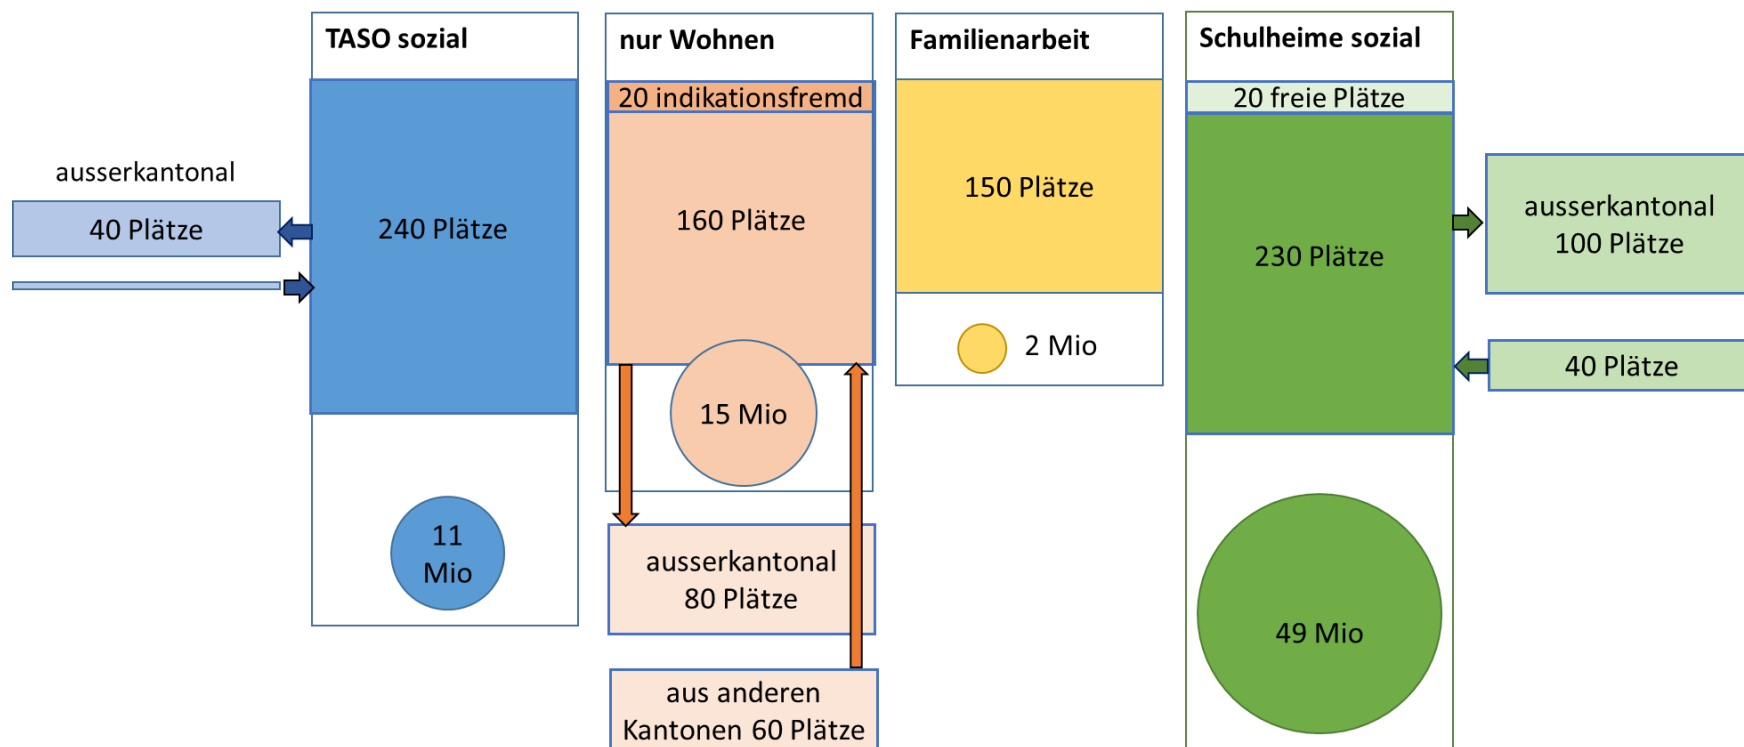 TASO sozial
nur Wohnen
Familienarbeit
Schulheime sozial
20 indikationsfremd
20 freie Plätze
ausserkantonal
40 Plätze
240 Plätze
160 Plätze
150 Plätze
230 Plätze
ausserkantonal
100 Plätze
2 Mio
40 Plätze
15 Mio
11
Mio
ausserkantonal
80 Plätze
49 Mio
aus anderen
Kantonen 60 Plätze